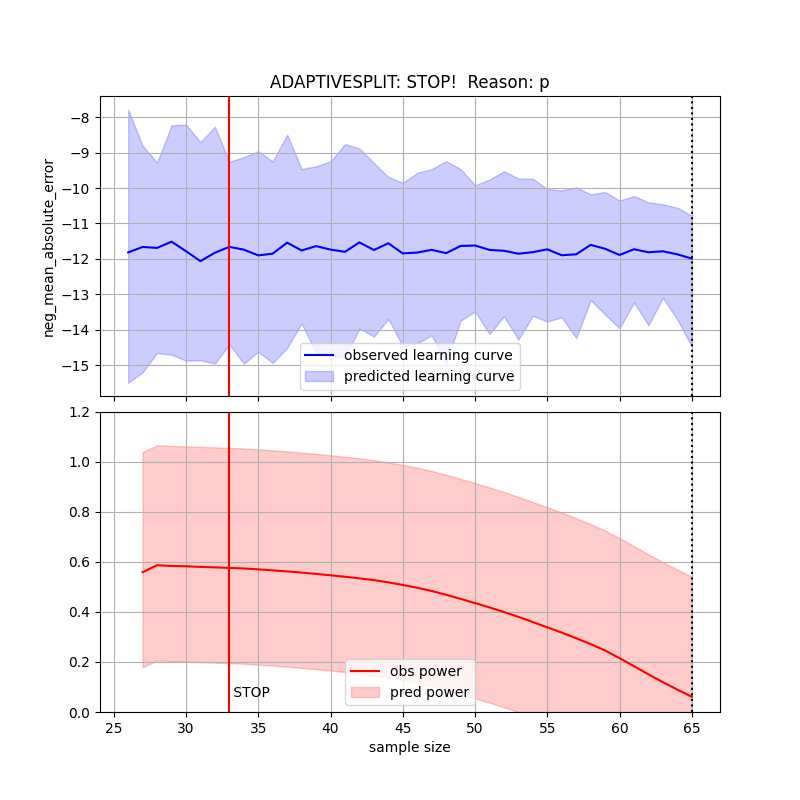 ADAPTIVESPLIT: STOP!  Reason: p
neg_mean_absolute_error
−8
−9
−10
−11
−12
−13
−14
−15
observed learning curve
predicted learning curve
1.2
1.0
0.8
0.6
0.4
0.2
0.0
STOP
obs power
pred power
25 30 35 40 45 50 55 60 65
sample size